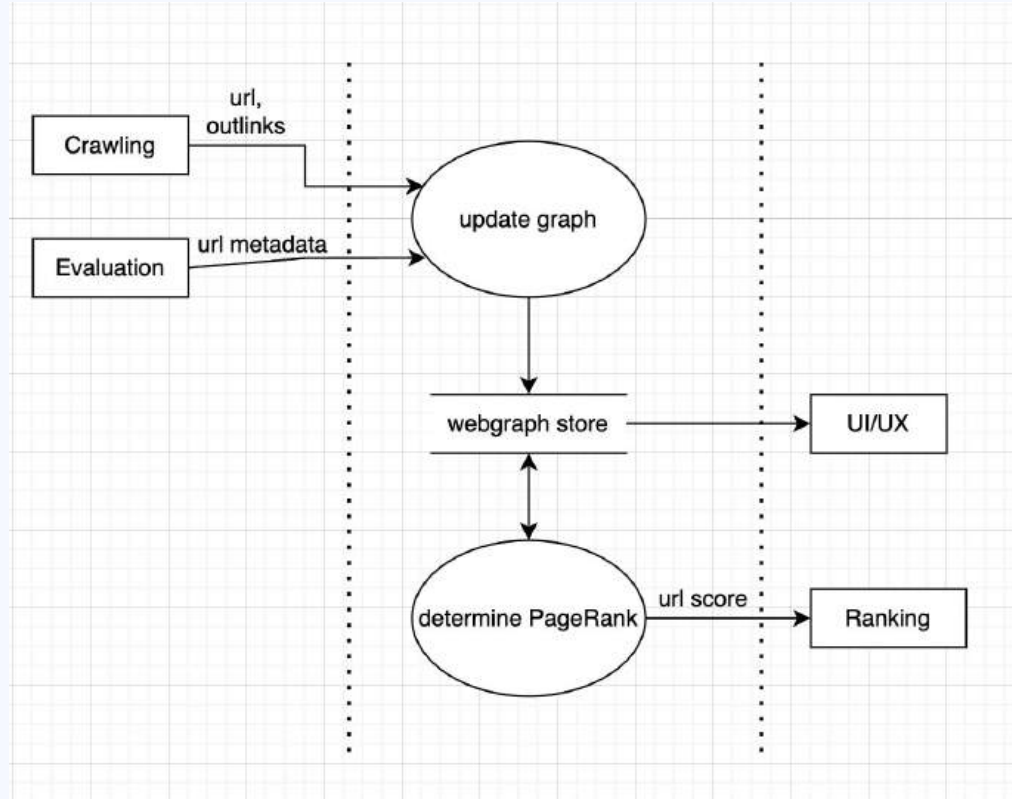 url,
outlinks
Crawling
update graph
url metadata
Evaluation
webgraph store
UI/UX
url score
determine PageRank
Ranking